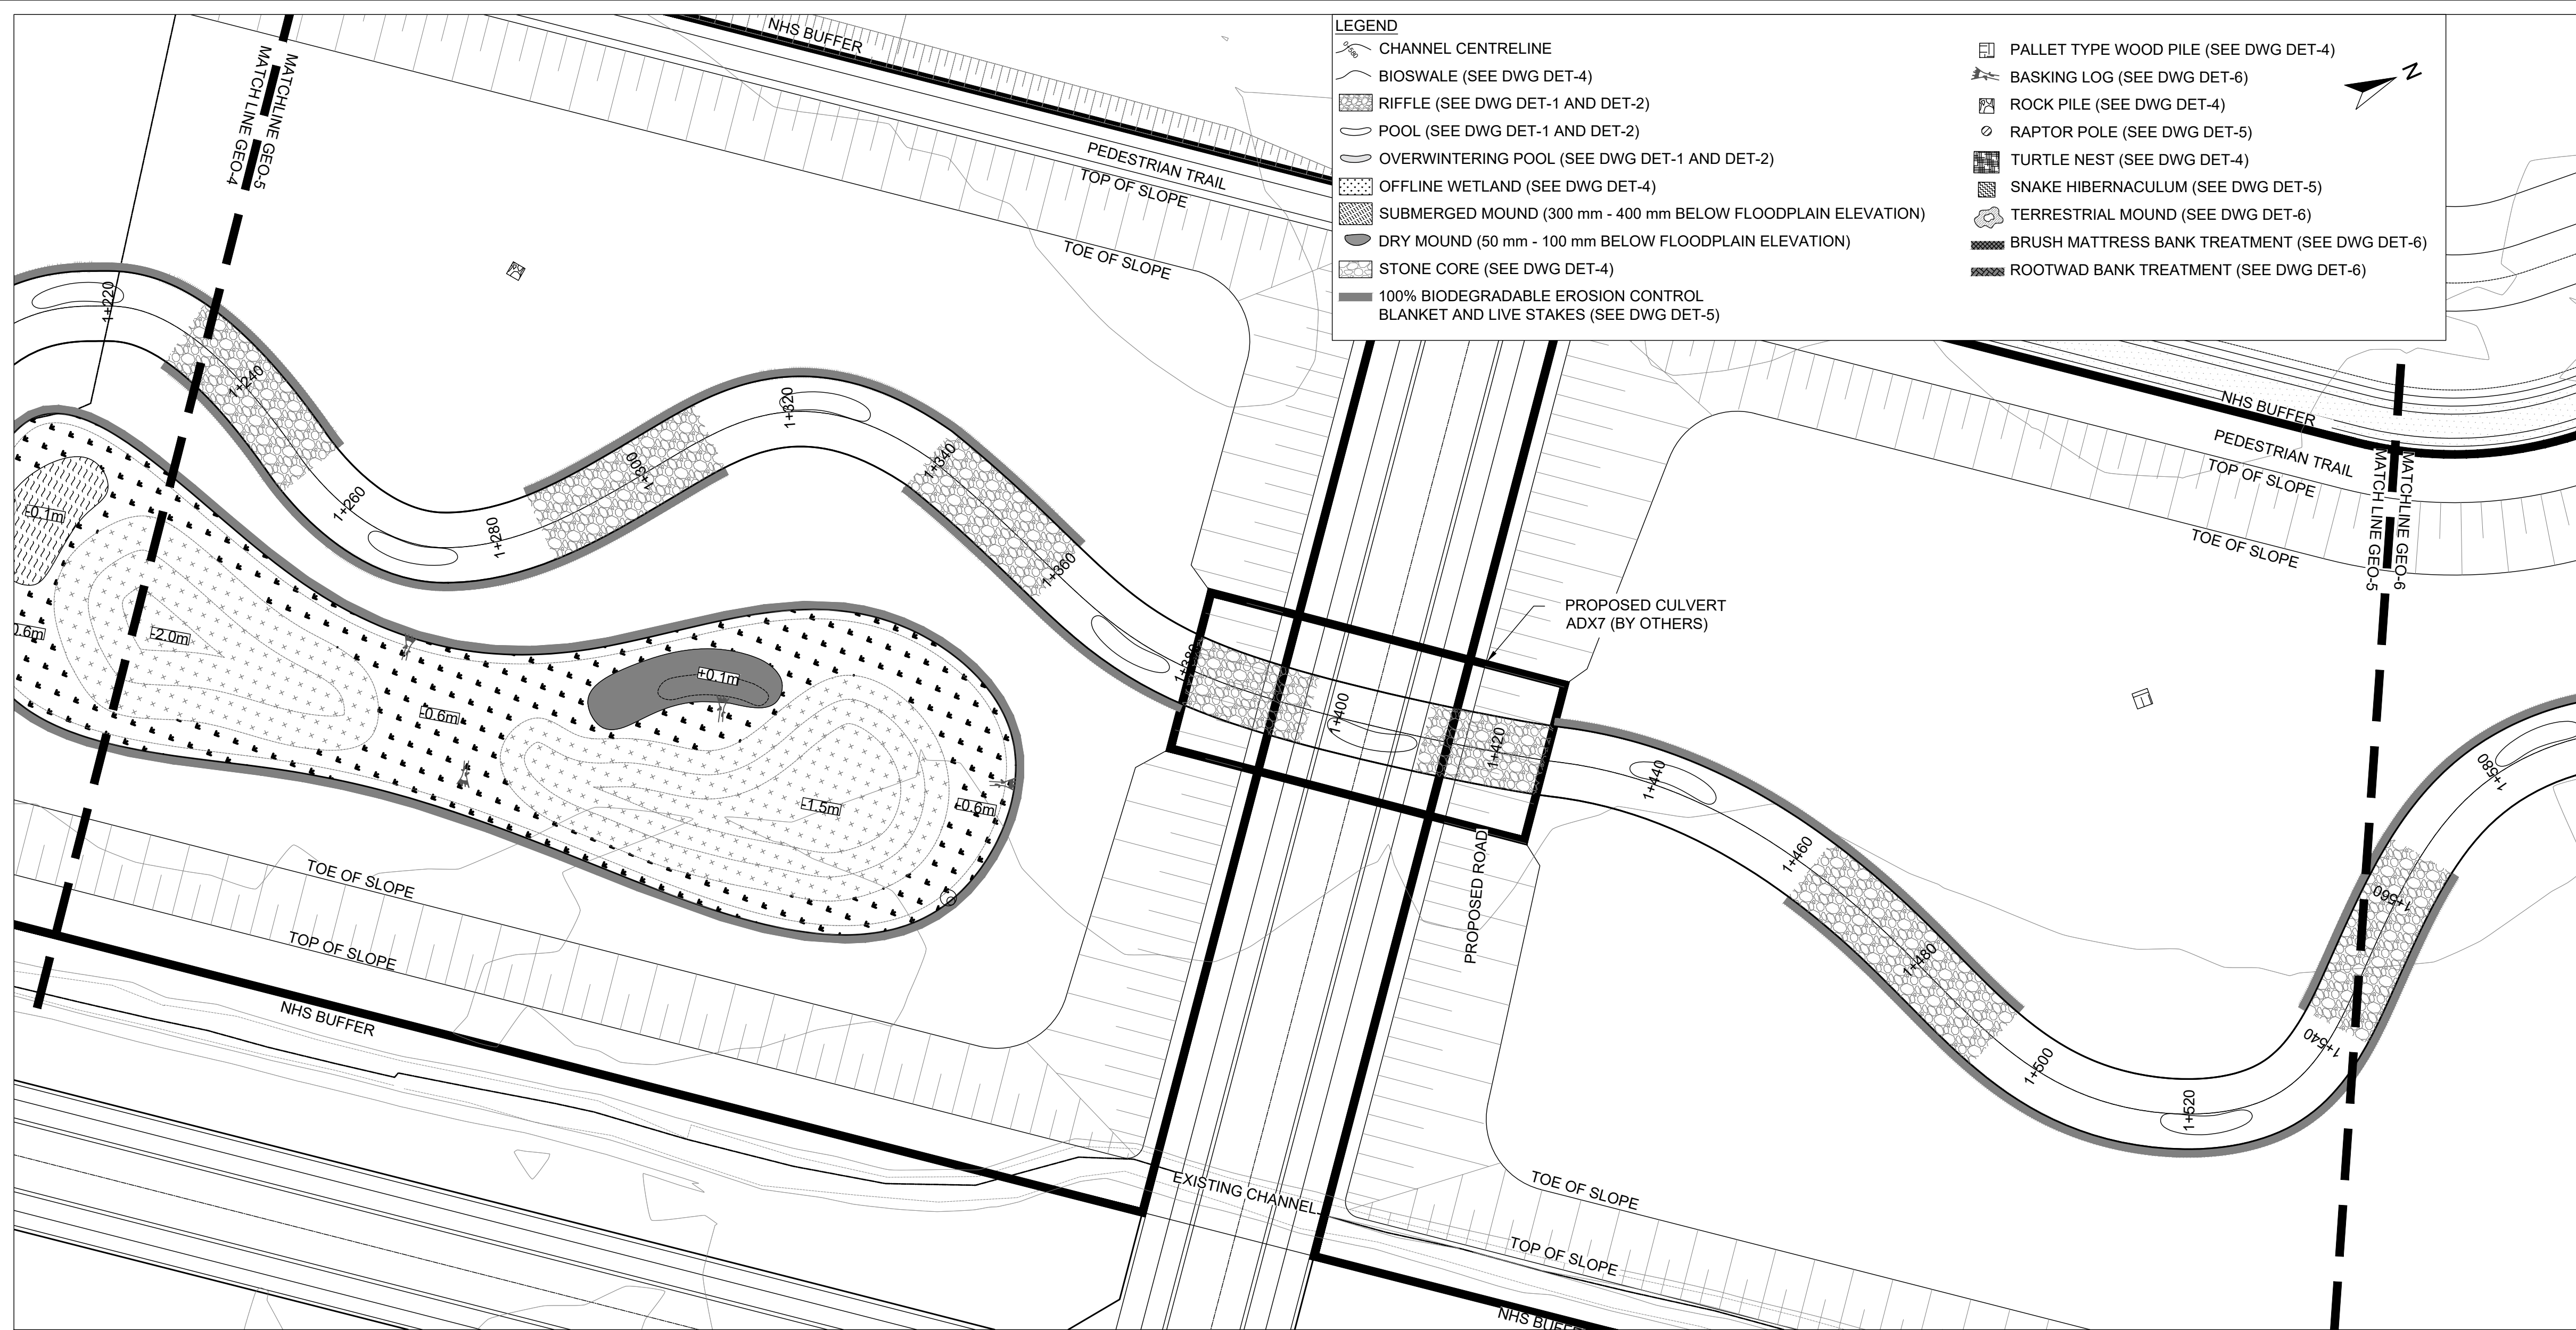 LEGEND
CHANNEL CENTRELINE
0+580
BIOSWALE (SEE DWG DET-4)
RIFFLE (SEE DWG DET-1 AND DET-2)
POOL (SEE DWG DET-1 AND DET-2)
OVERWINTERING POOL (SEE DWG DET-1 AND DET-2)
OFFLINE WETLAND (SEE DWG DET-4)
SUBMERGED MOUND (300 mm - 400 mm BELOW FLOODPLAIN ELEVATION)
DRY MOUND (50 mm - 100 mm BELOW FLOODPLAIN ELEVATION)
STONE CORE (SEE DWG DET-4)
100% BIODEGRADABLE EROSION CONTROL
BLANKET AND LIVE STAKES (SEE DWG DET-5)
PALLET TYPE WOOD PILE (SEE DWG DET-4)
BASKING LOG (SEE DWG DET-6)
ROCK PILE (SEE DWG DET-4)
RAPTOR POLE (SEE DWG DET-5)
TURTLE NEST (SEE DWG DET-4)
SNAKE HIBERNACULUM (SEE DWG DET-5)
TERRESTRIAL MOUND (SEE DWG DET-6)
BRUSH MATTRESS BANK TREATMENT (SEE DWG DET-6)
ROOTWAD BANK TREATMENT (SEE DWG DET-6)
N
NHS BUFFER
MATCHLINE GEO-5
MATCH LINE GEO-4
PEDESTRIAN TRAIL
TOP OF SLOPE
TOE OF SLOPE
1+220
1+240
1+260
1+280
1+300
1+320
1+340
1+360
1+380
1+400
1+420
1+440
1+460
1+480
1+500
1+520
1+540
1+560
1+580
-0.1m
0.6m
-2.0m
-0.6m
+0.1m
-1.5m
-0.6m
PROPOSED CULVERT
ADX7 (BY OTHERS)
PROPOSED ROAD
NHS BUFFER
PEDESTRIAN TRAIL
TOP OF SLOPE
TOE OF SLOPE
MATCHLINE GEO-6
MATCH LINE GEO-5
TOE OF SLOPE
TOP OF SLOPE
NHS BUFFER
EXISTING CHANNEL
TOE OF SLOPE
TOP OF SLOPE
NHS BUFFE